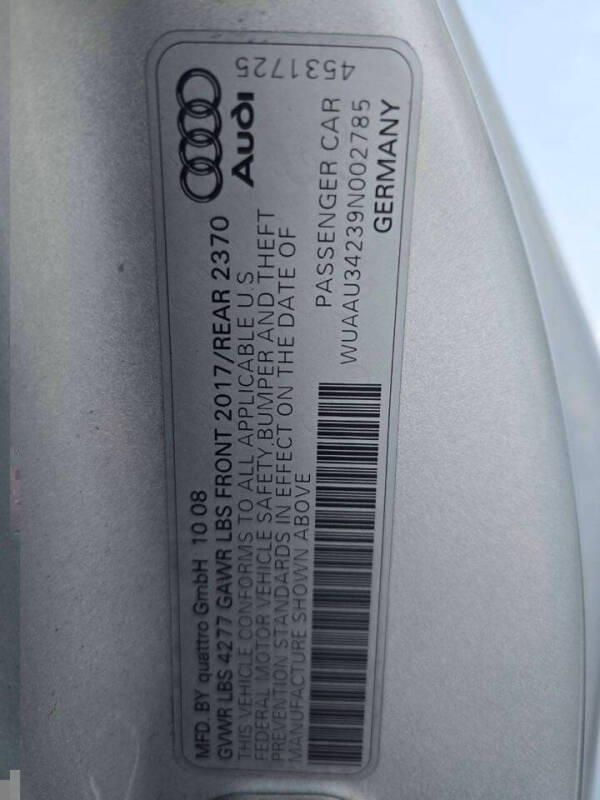 MFD. BY quattro GmbH 10 08
GVWR LBS 4277 GAWR LBS FRONT 2017/REAR 2370
THIS VEHICLE CONFORMS TO ALL APPLICABLE U.S
FEDERAL MOTOR VEHICLE SAFETY,BUMPER AND THEFT
PREVENTION STANDARDS IN EFFECT ON THE DATE OF
MANUFACTURE SHOWN ABOVE
Audi
PASSENGER CAR
WUAAU34239N002785
GERMANY
4531725